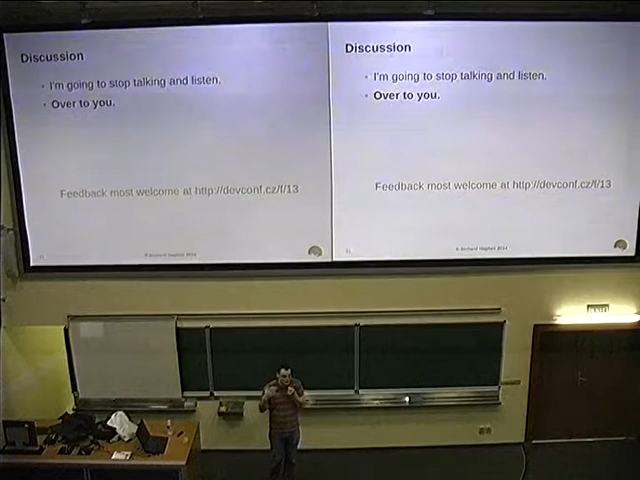 Discussion
• I'm going to stop talking and listen.
• Over to you.
Feedback most welcome at http://devconf.cz/f/13
Discussion
• I'm going to stop talking and listen.
• Over to you.
Feedback most welcome at http://devconf.cz/f/13